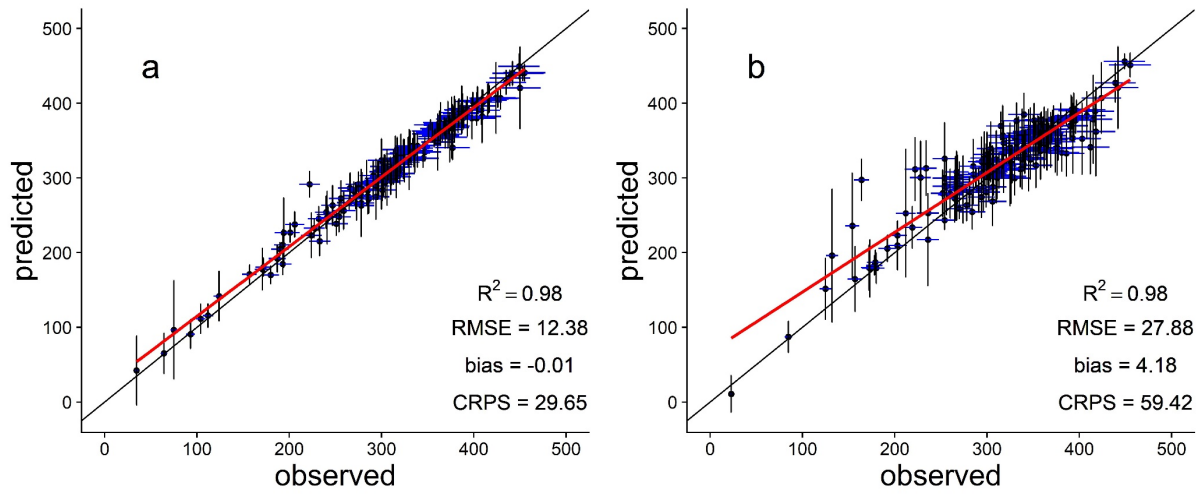 a
500
400
300
200
100
0
predicted
R² = 0.98
RMSE = 12.38
bias = -0.01
CRPS = 29.65
0 100 200 300 400 500
observed
b
500
400
300
200
100
0
predicted
R² = 0.98
RMSE = 27.88
bias = 4.18
CRPS = 59.42
0 100 200 300 400 500
observed